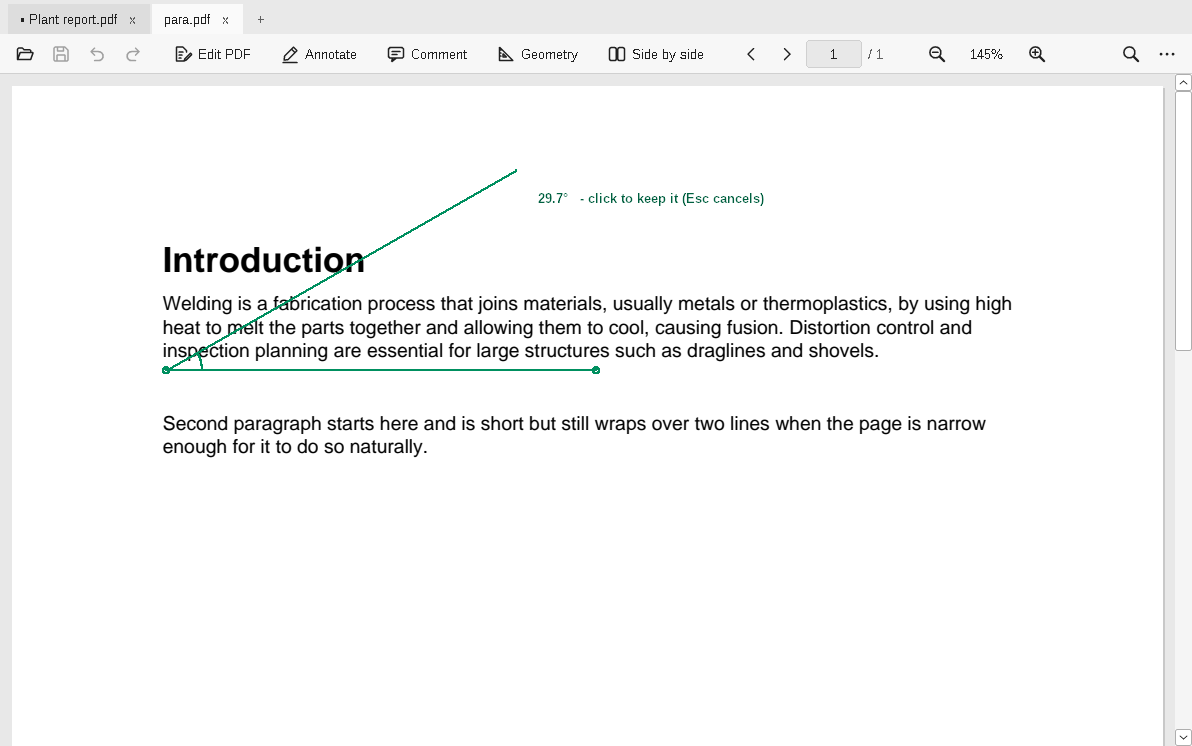 Plant report.pdf x para.pdf x +
Edit PDF Annotate Comment Geometry Side by side 1 / 1 145%
29.7° - click to keep it (Esc cancels)
Introduction
Welding is a fabrication process that joins materials, usually metals or thermoplastics, by using high
heat to melt the parts together and allowing them to cool, causing fusion. Distortion control and
inspection planning are essential for large structures such as draglines and shovels.
Second paragraph starts here and is short but still wraps over two lines when the page is narrow
enough for it to do so naturally.